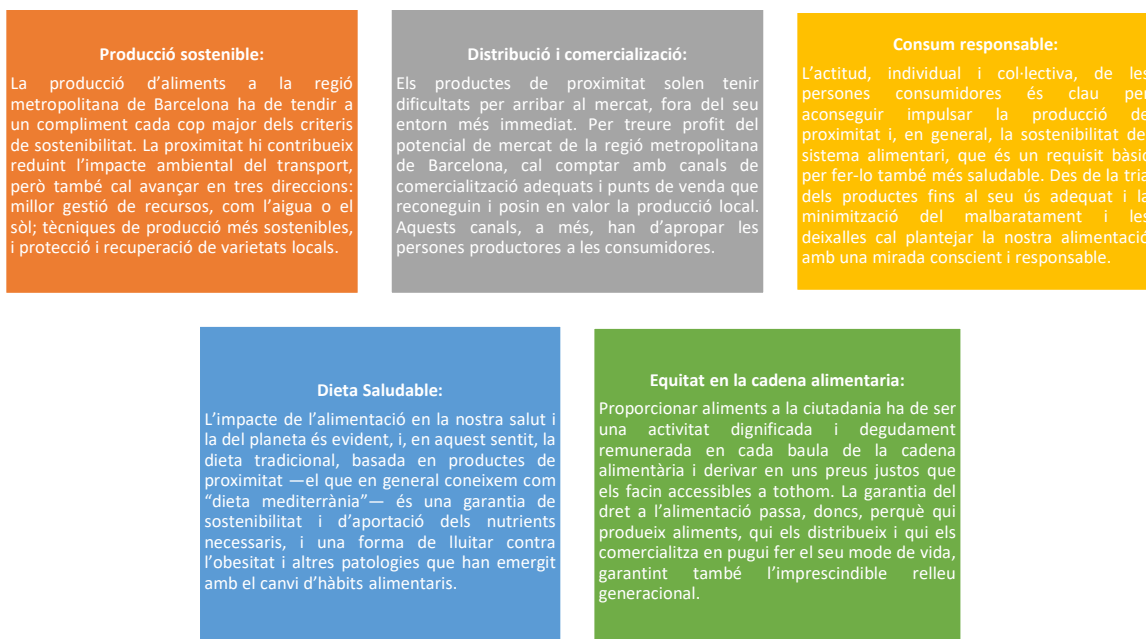 Producció sostenible:
La producció d'aliments a la regió
metropolitana de Barcelona ha de tendir a
un compliment cada cop major dels criteris
de sostenibilitat. La proximitat hi contribueix
reduint l'impacte ambiental del transport,
però també cal avançar en tres direccions:
millor gestió de recursos, com l'aigua o el
sòl; tècniques de producció més sostenibles,
i protecció i recuperació de varietats locals.
Distribució i comercialització:
Els productes de proximitat solen tenir
dificultats per arribar al mercat, fora del seu
entorn més immediat. Per treure profit del
potencial de mercat de la regió metropolitana
de Barcelona, cal comptar amb canals de
comercialització adequats i punts de venda que
reconeguin i posin en valor la producció local.
Aquests canals, a més, han d'apropar les
persones productores a les consumidores.
Consum responsable:
L'actitud, individual i col·lectiva, de les
persones consumidores és clau per
aconseguir impulsar la producció de
proximitat i, en general, la sostenibilitat del
sistema alimentari, que és un requisit bàsic
per fer-lo també més saludable. Des de la tria
dels productes fins al seu ús adequat i la
minimització del malbaratament i les
deixalles cal plantejar la nostra alimentació
amb una mirada conscient i responsable.
Dieta Saludable:
L'impacte de l'alimentació en la nostra salut i
la del planeta és evident, i, en aquest sentit, la
dieta tradicional, basada en productes de
proximitat —el que en general coneixem com
“dieta mediterrània”— és una garantia de
sostenibilitat i d'aportació dels nutrients
necessaris, i una forma de lluitar contra
l'obesitat i altres patologies que han emergit
amb el canvi d'hàbits alimentaris.
Equitat en la cadena alimentaria:
Proporcionar aliments a la ciutadania ha de ser
una activitat dignificada i degudament
remunerada en cada baula de la cadena
alimentària i derivar en uns preus justos que
els facin accessibles a tothom. La garantia del
dret a l'alimentació passa, doncs, perquè qui
produeix aliments, qui els distribueix i qui els
comercialitza en pugui fer el seu mode de vida,
garantint també l'imprescindible relleu
generacional.